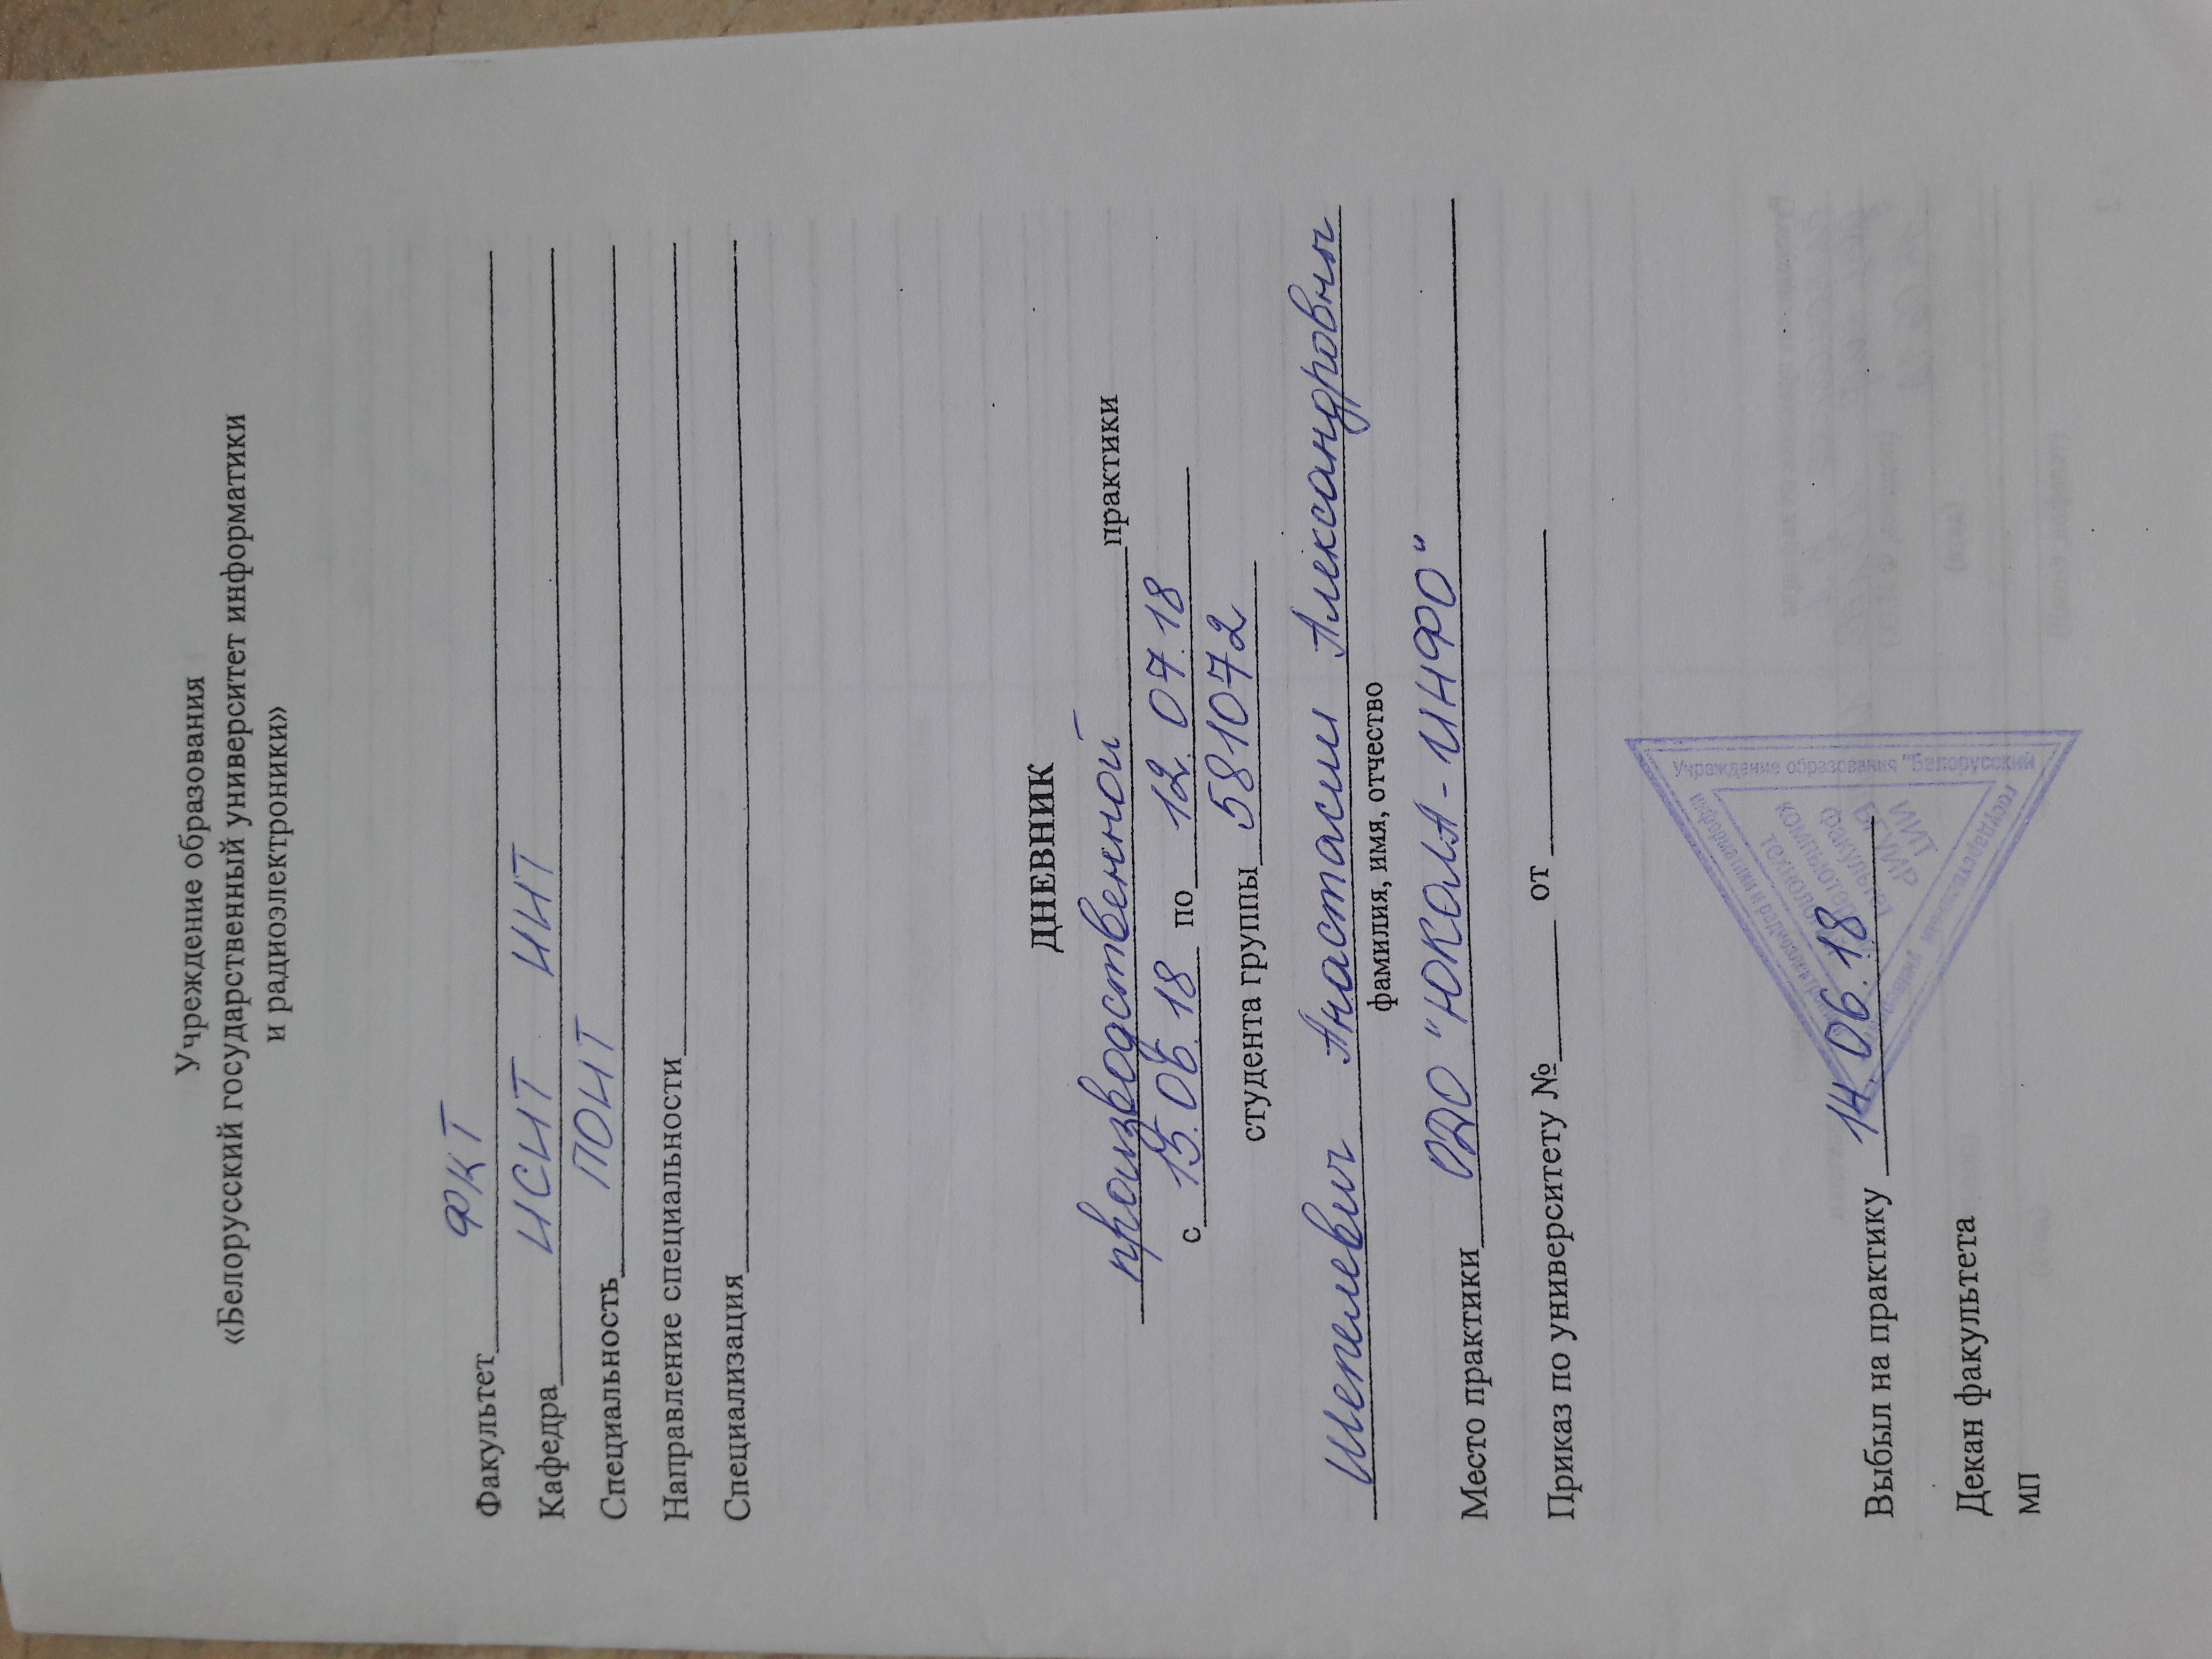 Учреждение образования
«Белорусский государственный университет информатики
и радиоэлектроники»
Факультет ФКТ
Кафедра ИСИТ ИИТ
Специальность ПОИТ
Направление специальности
Специализация
ДНЕВНИК
производственной практики
с 15.06.18 по 12.07.18
студента группы 581072
Шепелевич Анастасии Александровны
фамилия, имя, отчество
Место практики ОДО "ЮКОЛА-ИНФО"
Приказ по университету № от
Учреждение образования "Белорусский
государственный университет
информатики и радиоэлектроники"
ИИТ
БГУИР
Факультет
компьютерных
технологий
Выбыл на практику 14.06.18
Декан факультета
МП